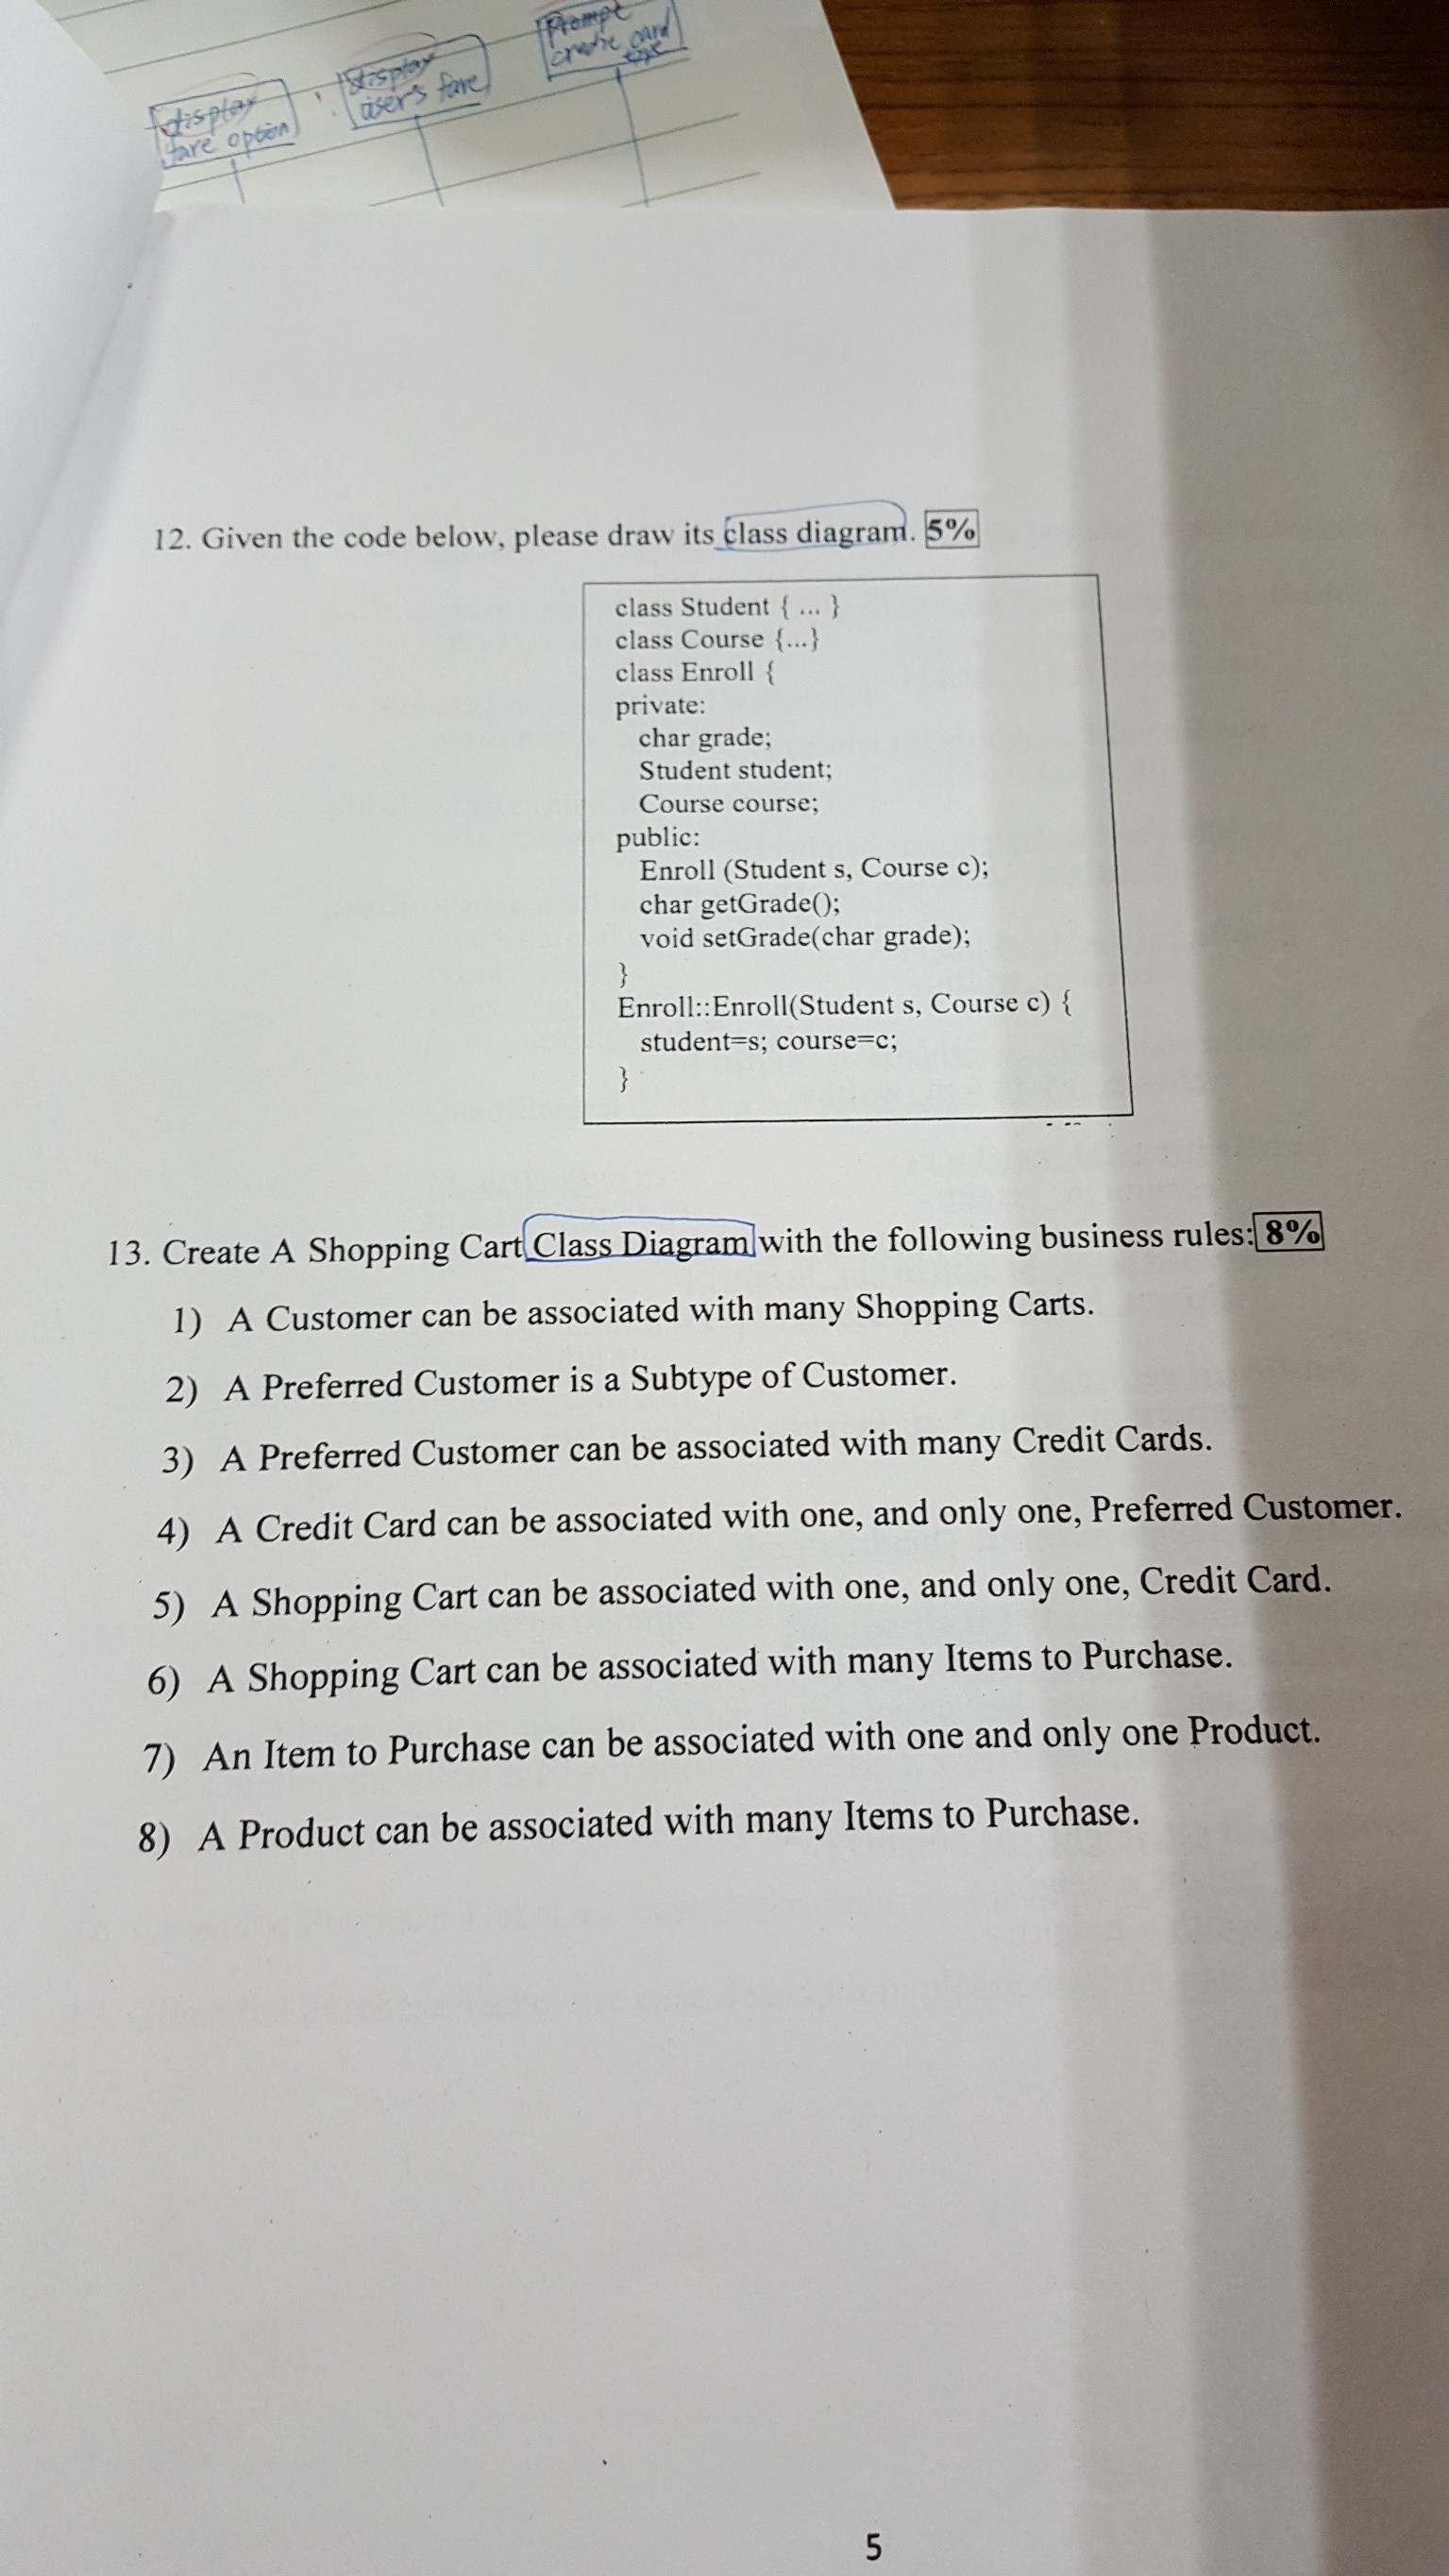 display
fare option
display
user's fare
Prompt
credit card
12. Given the code below, please draw its class diagram. 5%
class Student { ... }
class Course {...}
class Enroll {
private:
char grade;
Student student;
Course course;
public:
Enroll (Student s, Course c);
char getGrade();
void setGrade(char grade);
}
Enroll::Enroll(Student s, Course c) {
student=s; course=c;
}
13. Create A Shopping Cart Class Diagram with the following business rules: 8%
1) A Customer can be associated with many Shopping Carts.
2) A Preferred Customer is a Subtype of Customer.
3) A Preferred Customer can be associated with many Credit Cards.
4) A Credit Card can be associated with one, and only one, Preferred Customer.
5) A Shopping Cart can be associated with one, and only one, Credit Card.
6) A Shopping Cart can be associated with many Items to Purchase.
7) An Item to Purchase can be associated with one and only one Product.
8) A Product can be associated with many Items to Purchase.
5